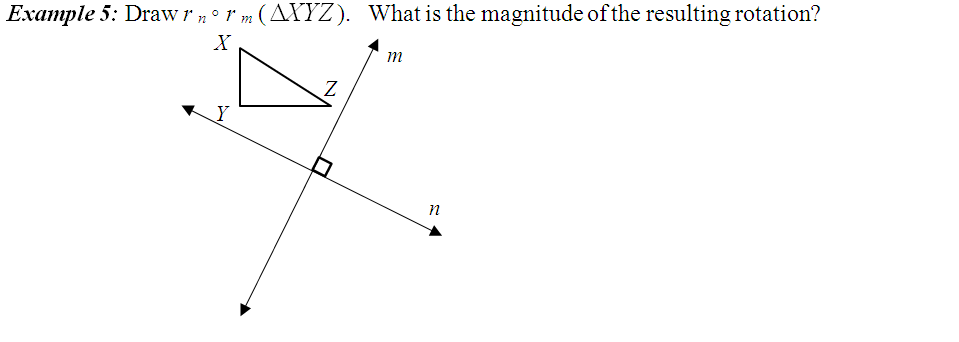 Example 5: Draw r n ∘ r m ( ΔXYZ ). What is the magnitude of the resulting rotation?
X
m
Z
Y
n